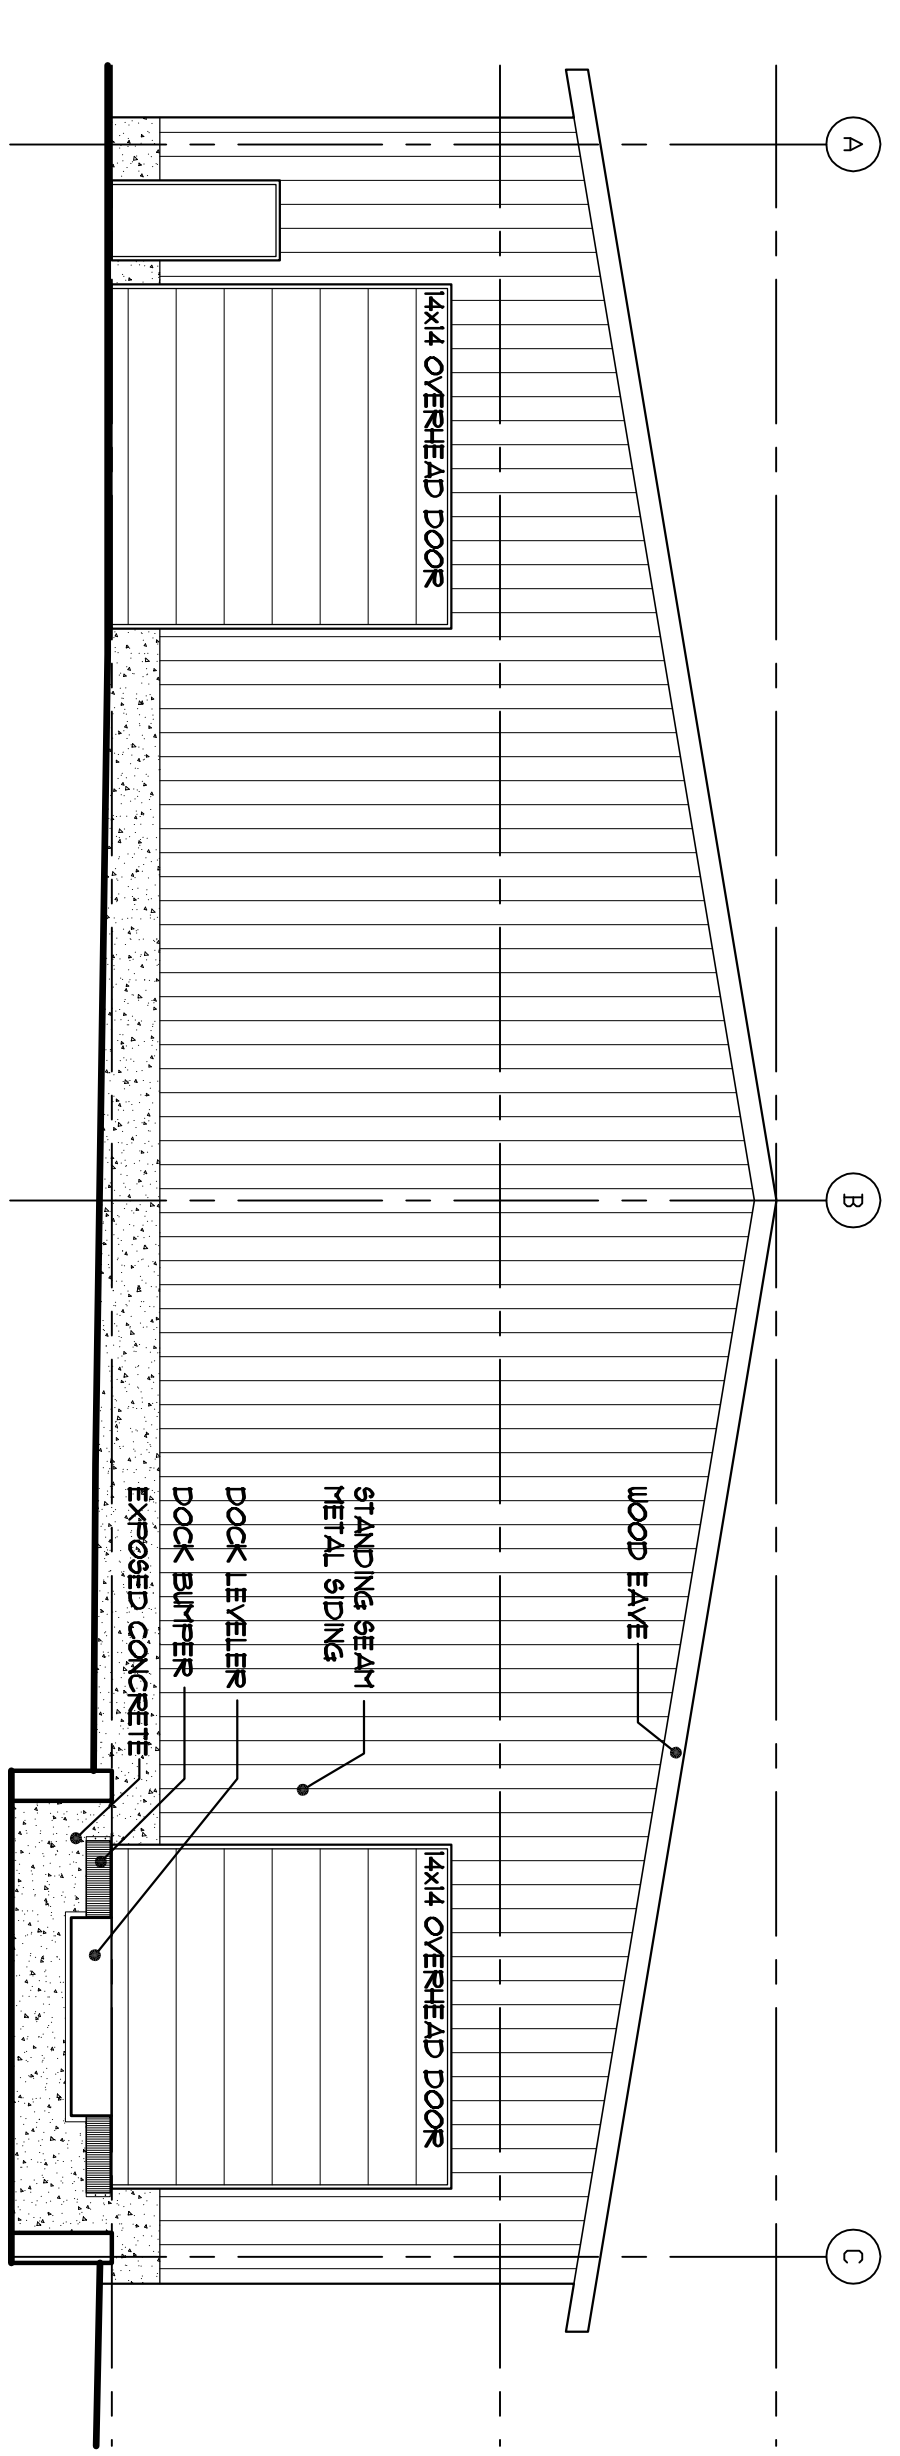 A
B
C
14x14 OVERHEAD DOOR
WOOD EAVE
STANDING SEAM
METAL SIDING
DOCK LEVELER
DOCK BUMPER
EXPOSED CONCRETE
14x14 OVERHEAD DOOR